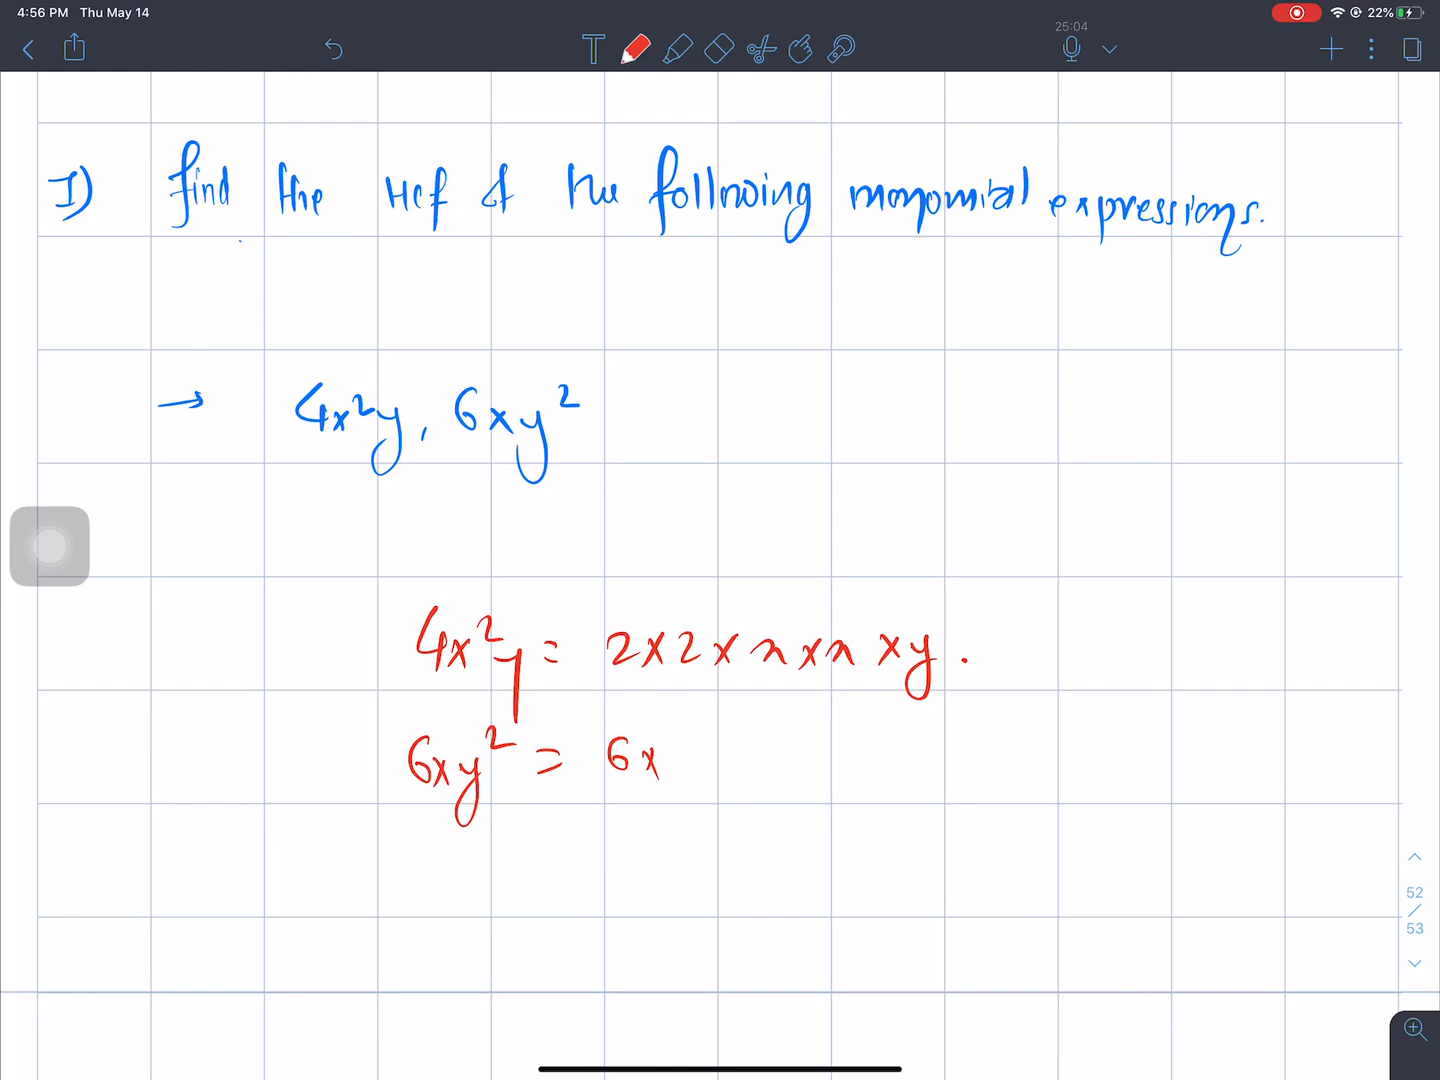 4:56 PM Thu May 14
22%
25:04
I) find the Hcf of the following monomial expressions.
→ 4x²y, 6xy²
4x²y = 2×2×x×x×y.
6xy² = 6×
52
/
53